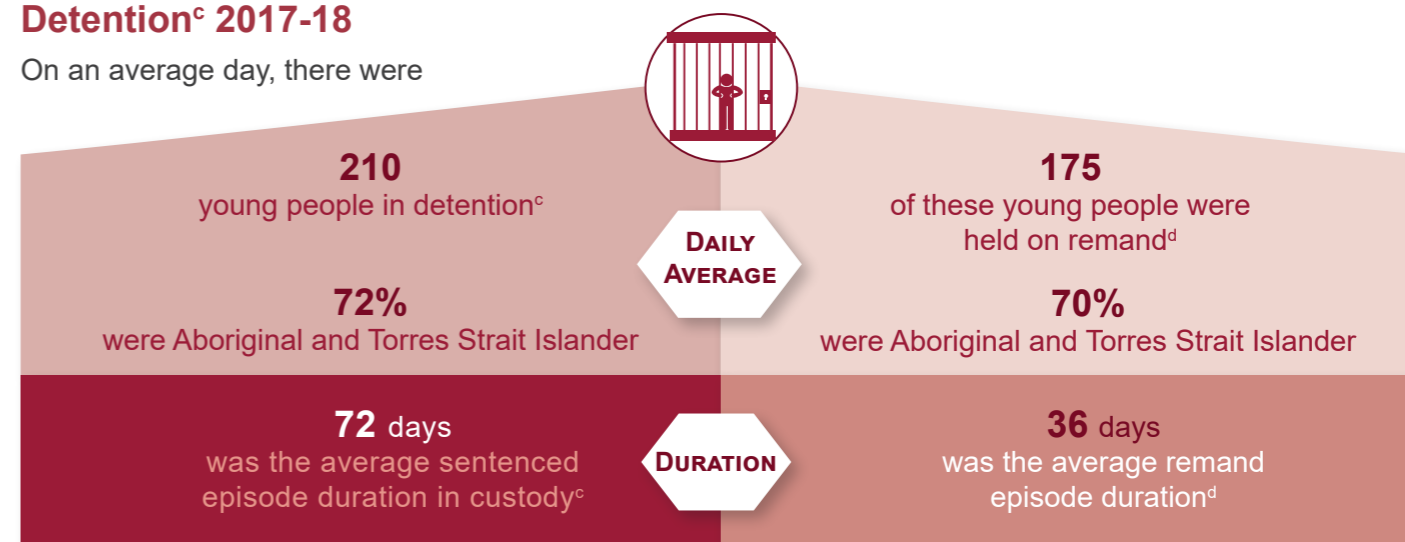 Detentionᶜ 2017-18
On an average day, there were
210
young people in detentionᶜ
72%
were Aboriginal and Torres Strait Islander
DAILY
AVERAGE
175
of these young people were
held on remandᵈ
70%
were Aboriginal and Torres Strait Islander
72 days
was the average sentenced
episode duration in custodyᶜ
DURATION
36 days
was the average remand
episode durationᵈ